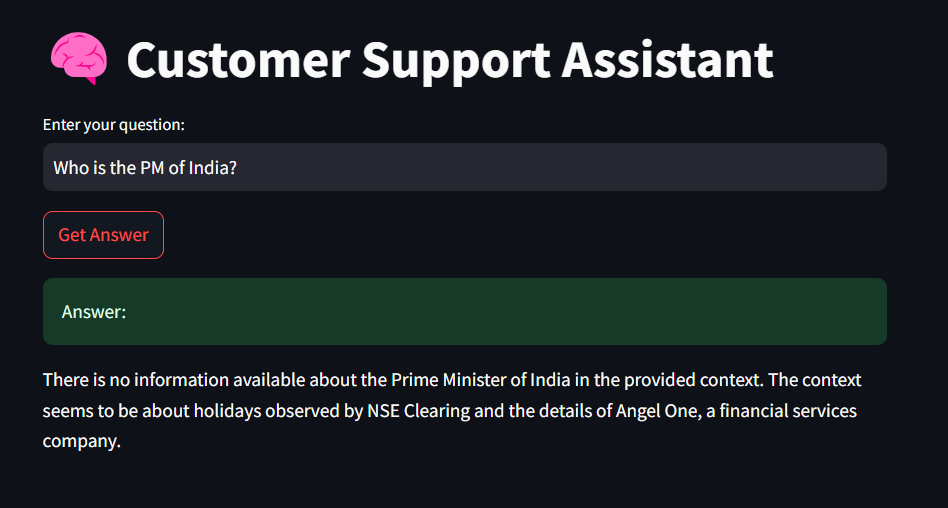 Customer Support Assistant
Enter your question:
Who is the PM of India?
Get Answer
Answer:
There is no information available about the Prime Minister of India in the provided context. The context
seems to be about holidays observed by NSE Clearing and the details of Angel One, a financial services
company.